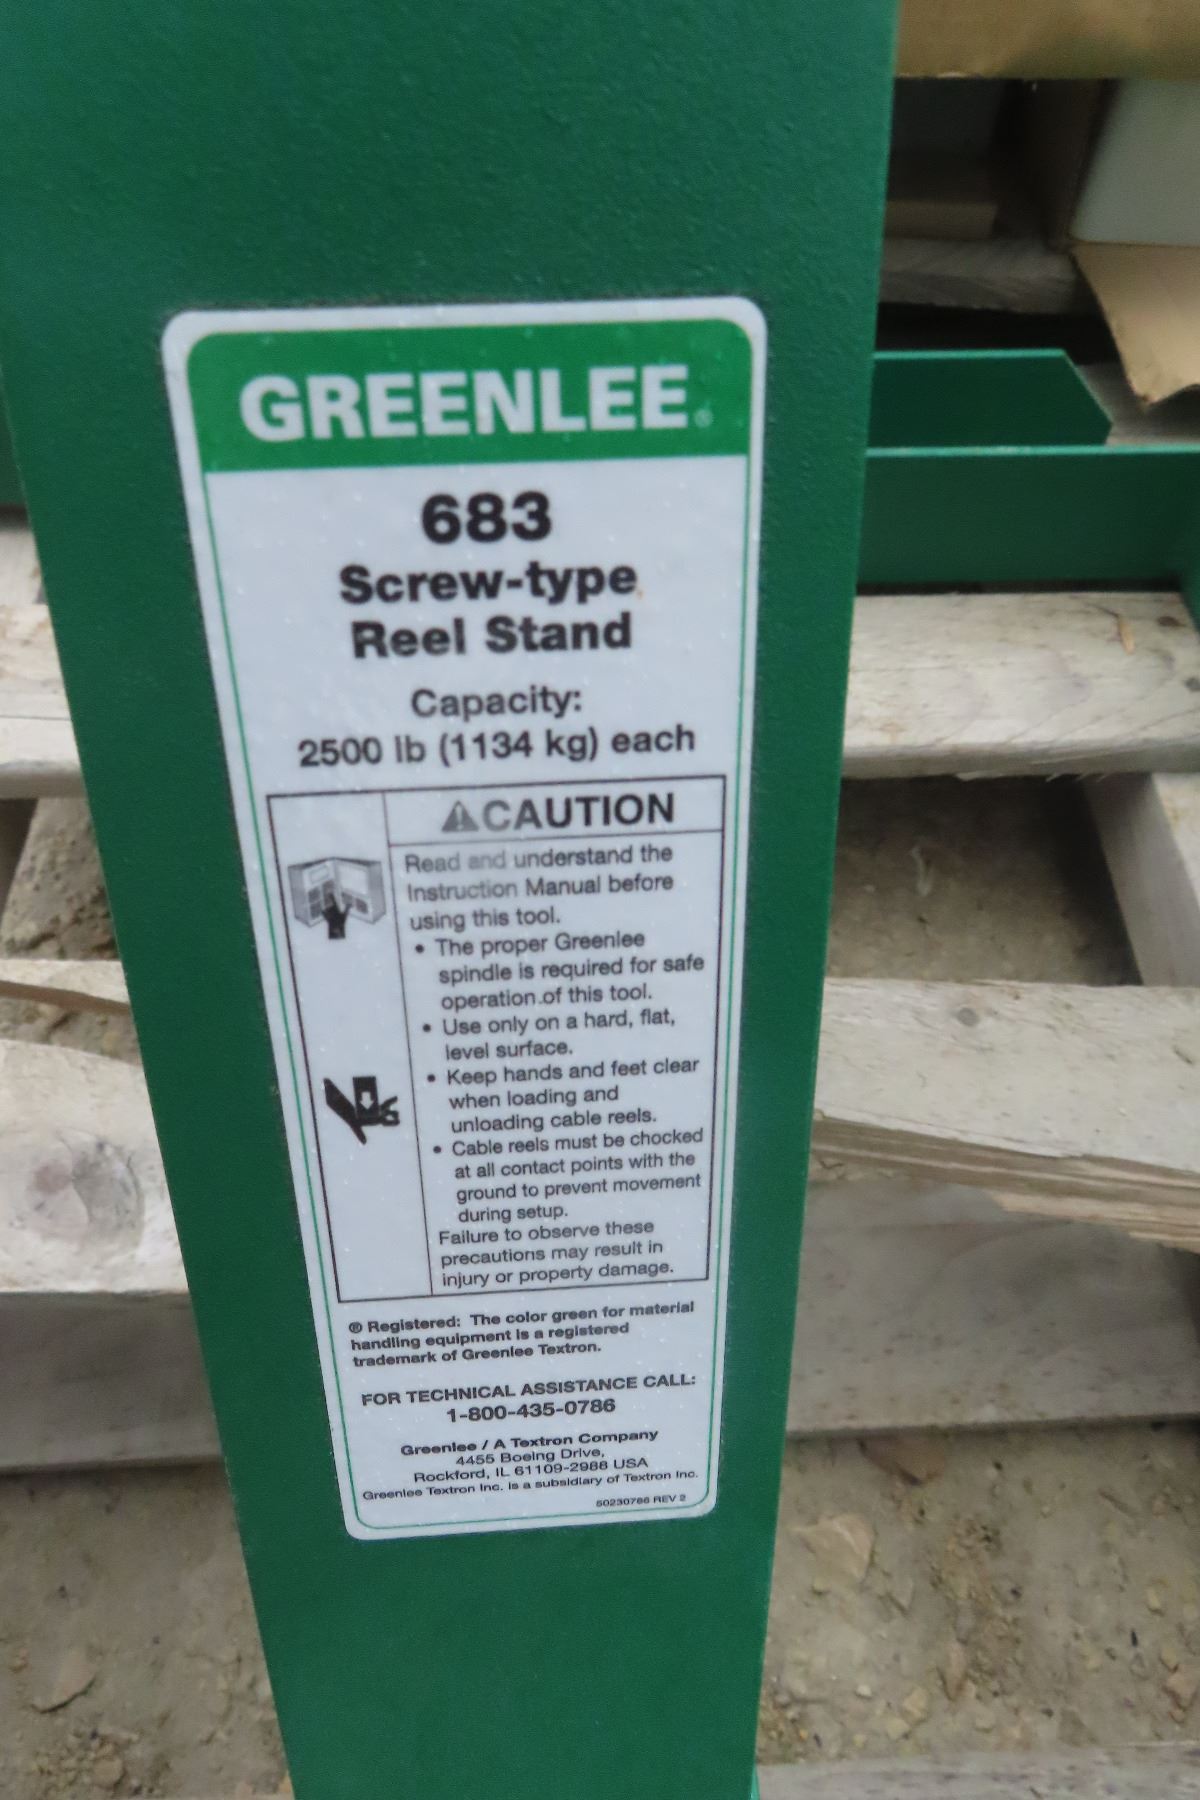 GREENLEE®
683
Screw-type
Reel Stand
Capacity:
2500 lb (1134 kg) each
⚠CAUTION
Read and understand the
Instruction Manual before
using this tool.
• The proper Greenlee
spindle is required for safe
operation of this tool.
• Use only on a hard, flat,
level surface.
• Keep hands and feet clear
when loading and
unloading cable reels.
• Cable reels must be chocked
at all contact points with the
ground to prevent movement
during setup.
Failure to observe these
precautions may result in
injury or property damage.
® Registered: The color green for material
handling equipment is a registered
trademark of Greenlee Textron.
FOR TECHNICAL ASSISTANCE CALL:
1-800-435-0786
Greenlee / A Textron Company
4455 Boeing Drive,
Rockford, IL 61109-2988 USA
Greenlee Textron Inc. is a subsidiary of Textron Inc.
50230786 REV 2